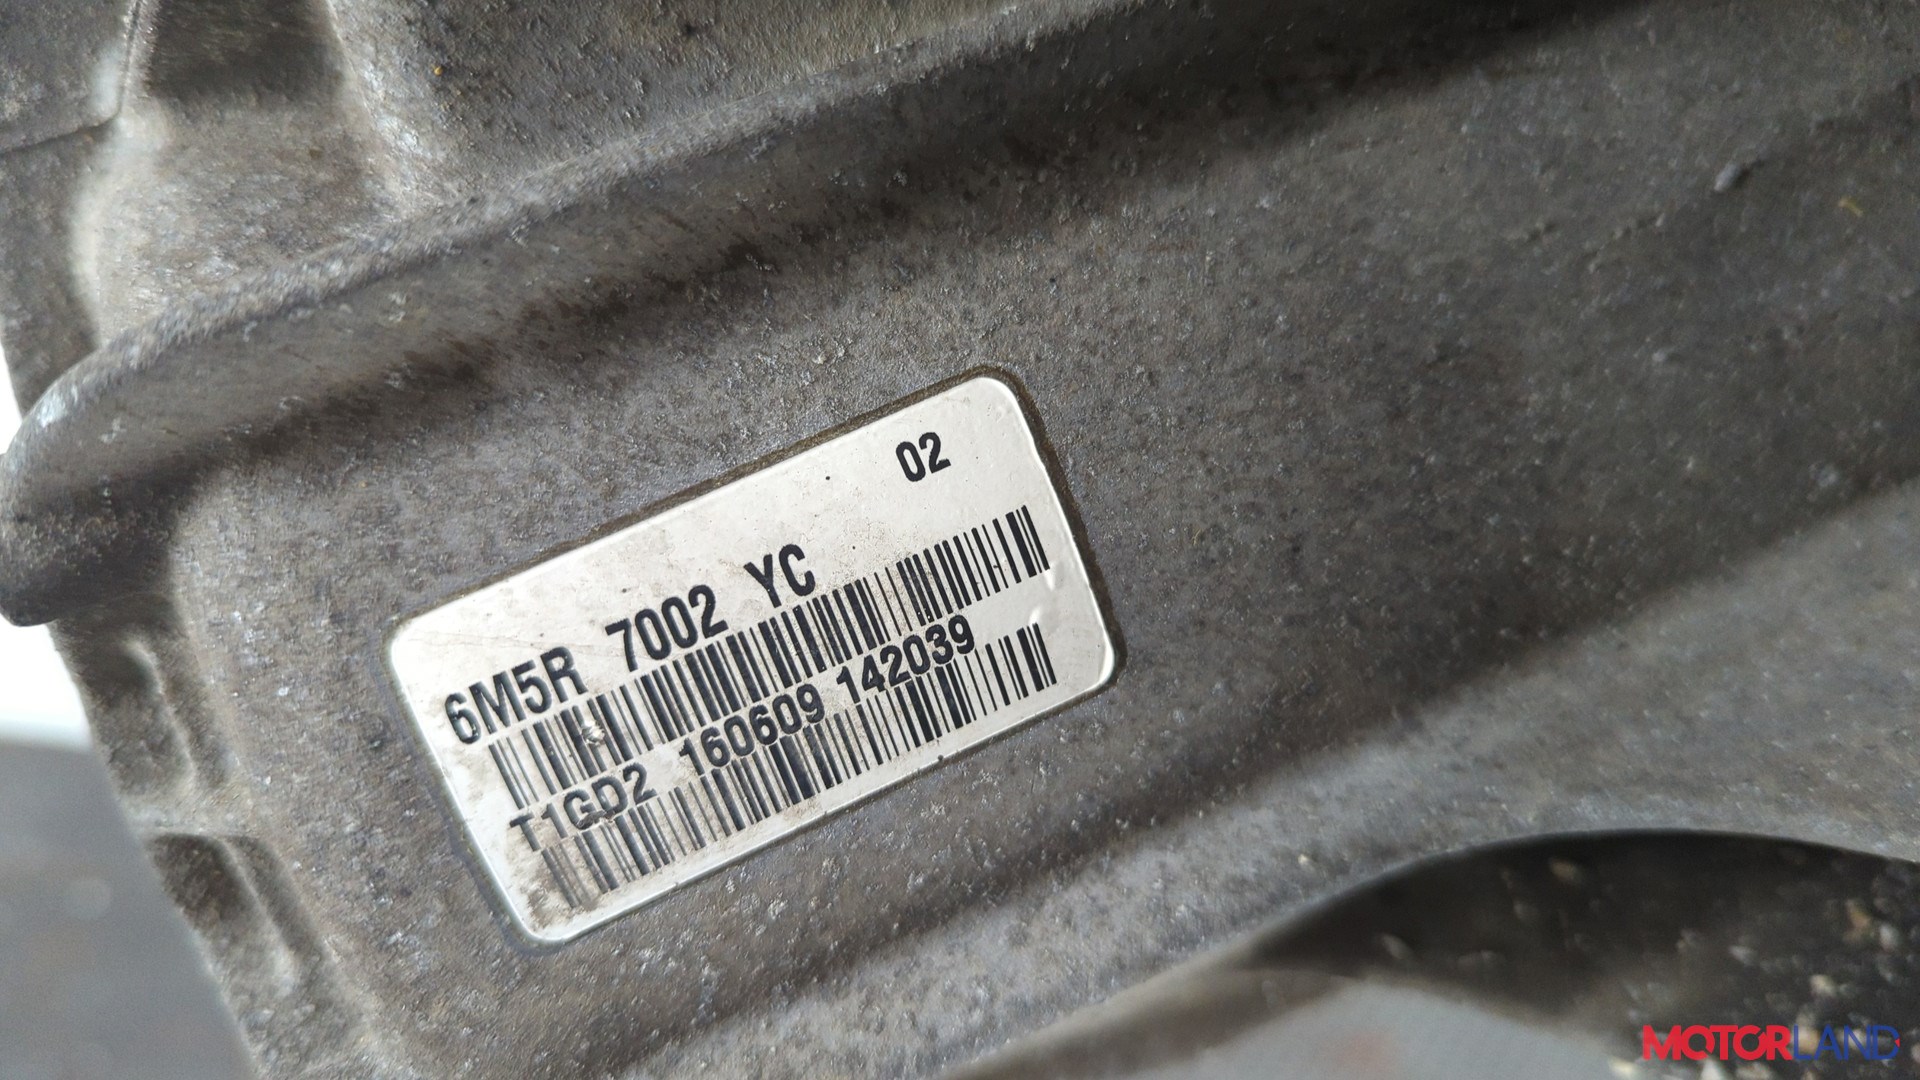 02
6M5R 7002 YC
T1GD2 160609 142039
MOTORLAND